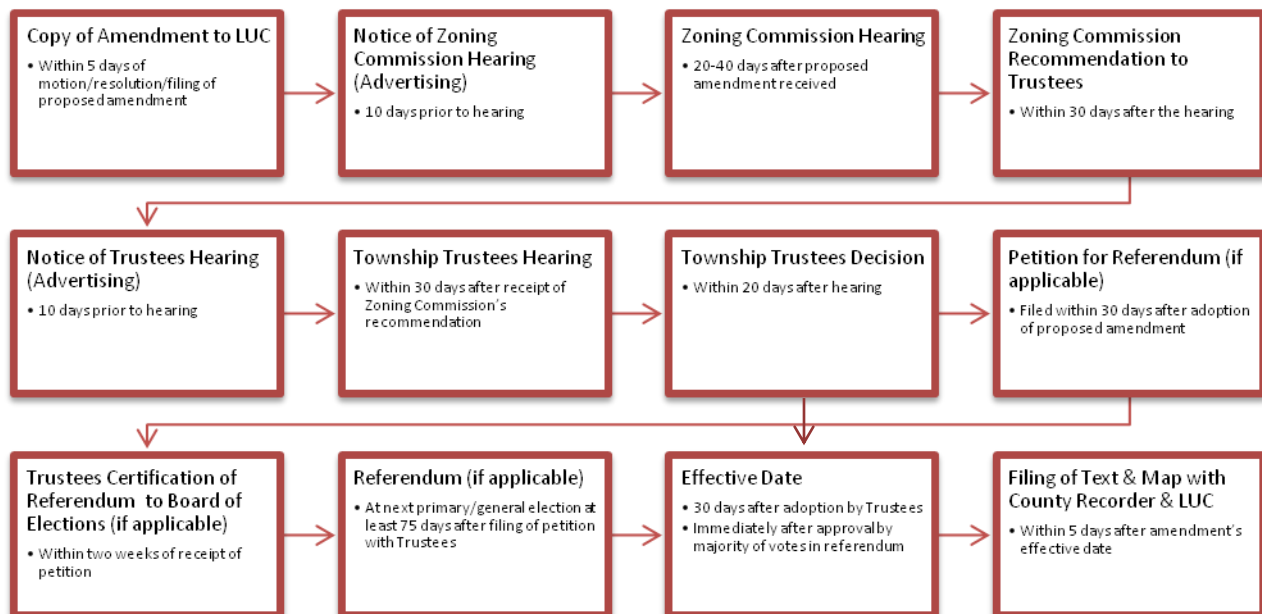 Copy of Amendment to LUC
• Within 5 days of
motion/resolution/filing of
proposed amendment
Notice of Zoning
Commission Hearing
(Advertising)
• 10 days prior to hearing
Zoning Commission Hearing
• 20-40 days after proposed
amendment received
Zoning Commission
Recommendation to
Trustees
• Within 30 days after the hearing
Notice of Trustees Hearing
(Advertising)
• 10 days prior to hearing
Township Trustees Hearing
• Within 30 days after receipt of
Zoning Commission's
recommendation
Township Trustees Decision
• Within 20 days after hearing
Petition for Referendum (if
applicable)
• Filed within 30 days after adoption
of proposed amendment
Trustees Certification of
Referendum to Board of
Elections (if applicable)
• Within two weeks of receipt of
petition
Referendum (if applicable)
• At next primary/general election at
least 75 days after filing of petition
with Trustees
Effective Date
• 30 days after adoption by Trustees
• Immediately after approval by
majority of votes in referendum
Filing of Text & Map with
County Recorder & LUC
• Within 5 days after amendment's
effective date